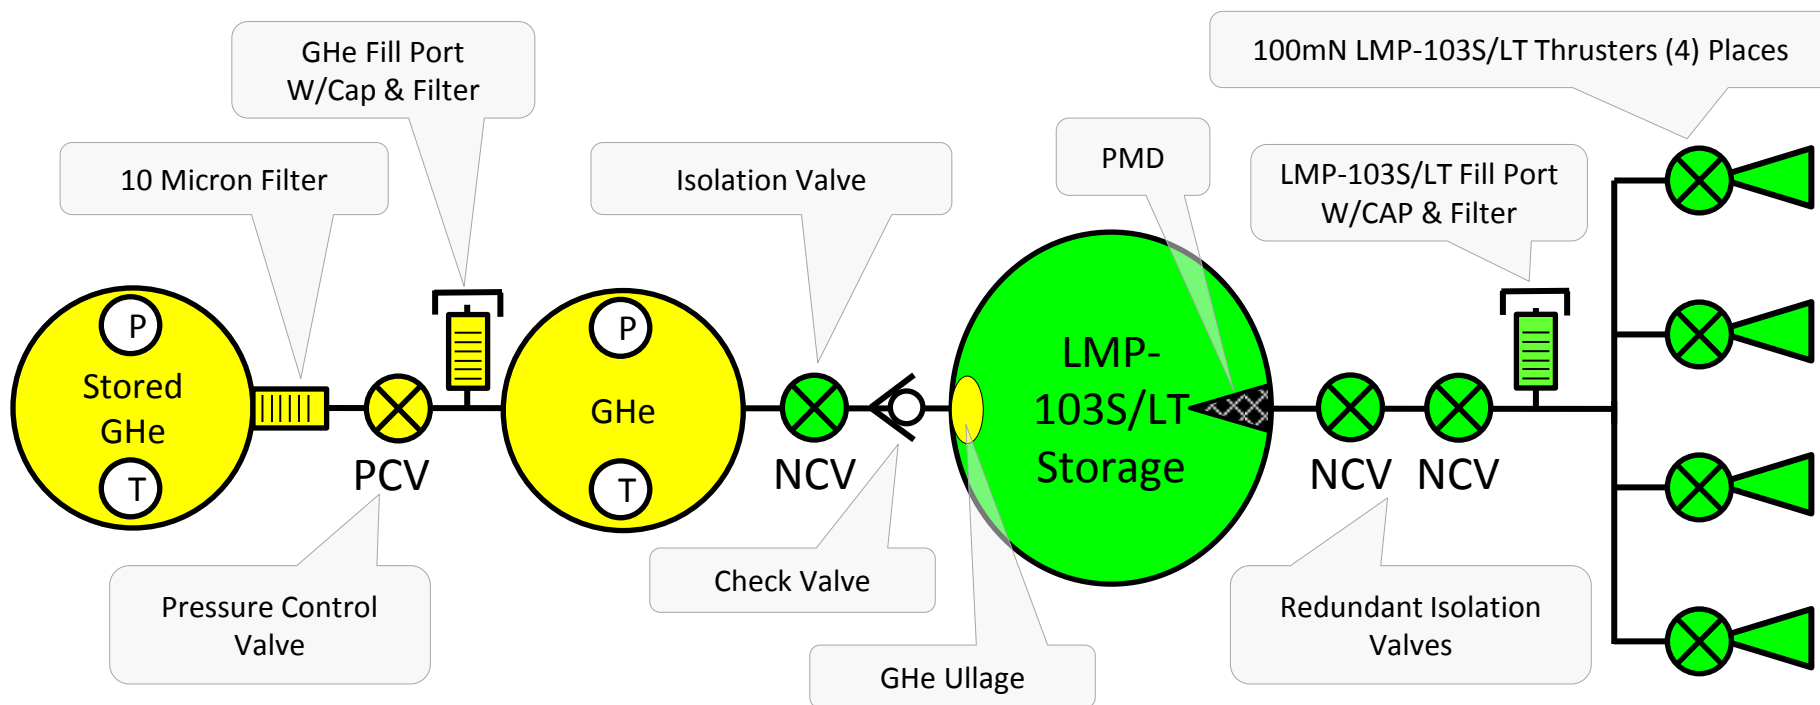 GHe Fill Port
W/Cap & Filter
100mN LMP-103S/LT Thrusters (4) Places
10 Micron Filter
Isolation Valve
PMD
LMP-103S/LT Fill Port
W/CAP & Filter
P
Stored
GHe
T
PCV
P
GHe
T
NCV
LMP-
103S/LT
Storage
NCV
NCV
Pressure Control
Valve
Check Valve
GHe Ullage
Redundant Isolation
Valves